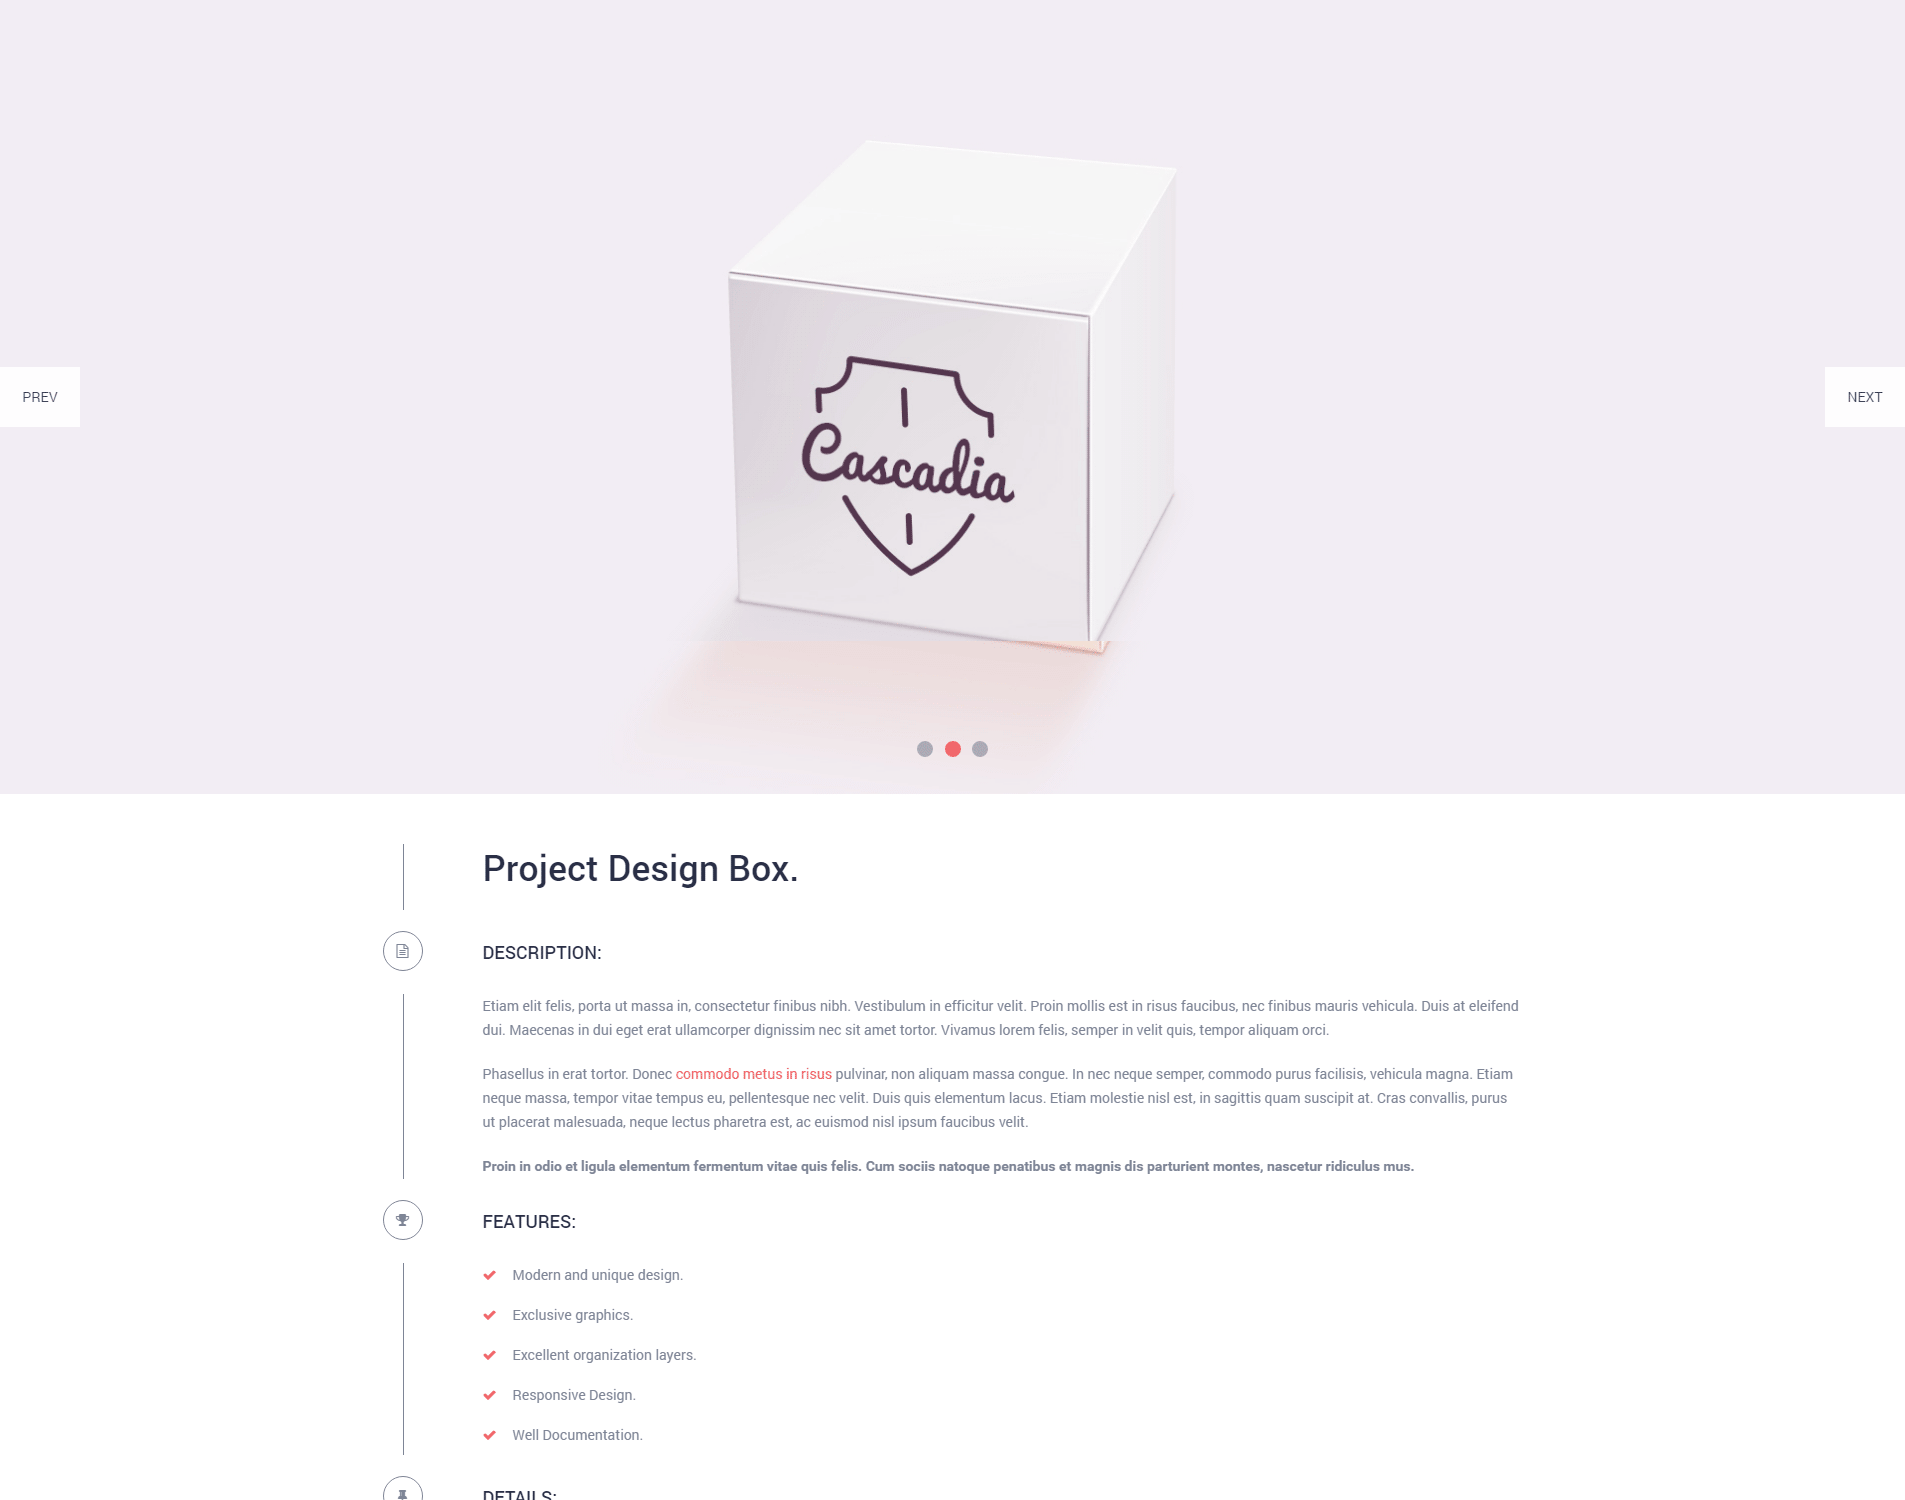 Cascadia
PREV
NEXT
Project Design Box.
DESCRIPTION:
Etiam elit felis, porta ut massa in, consectetur finibus nibh. Vestibulum in efficitur velit. Proin mollis est in risus faucibus, nec finibus mauris vehicula. Duis at eleifend
dui. Maecenas in dui eget erat ullamcorper dignissim nec sit amet tortor. Vivamus lorem felis, semper in velit quis, tempor aliquam orci.
Phasellus in erat tortor. Donec commodo metus in risus pulvinar, non aliquam massa congue. In nec neque semper, commodo purus facilisis, vehicula magna. Etiam
neque massa, tempor vitae tempus eu, pellentesque nec velit. Duis quis elementum lacus. Etiam molestie nisl est, in sagittis quam suscipit at. Cras convallis, purus
ut placerat malesuada, neque lectus pharetra est, ac euismod nisl ipsum faucibus velit.
Proin in odio et ligula elementum fermentum vitae quis felis. Cum sociis natoque penatibus et magnis dis parturient montes, nascetur ridiculus mus.
FEATURES:
Modern and unique design.
Exclusive graphics.
Excellent organization layers.
Responsive Design.
Well Documentation.
DETAILS: